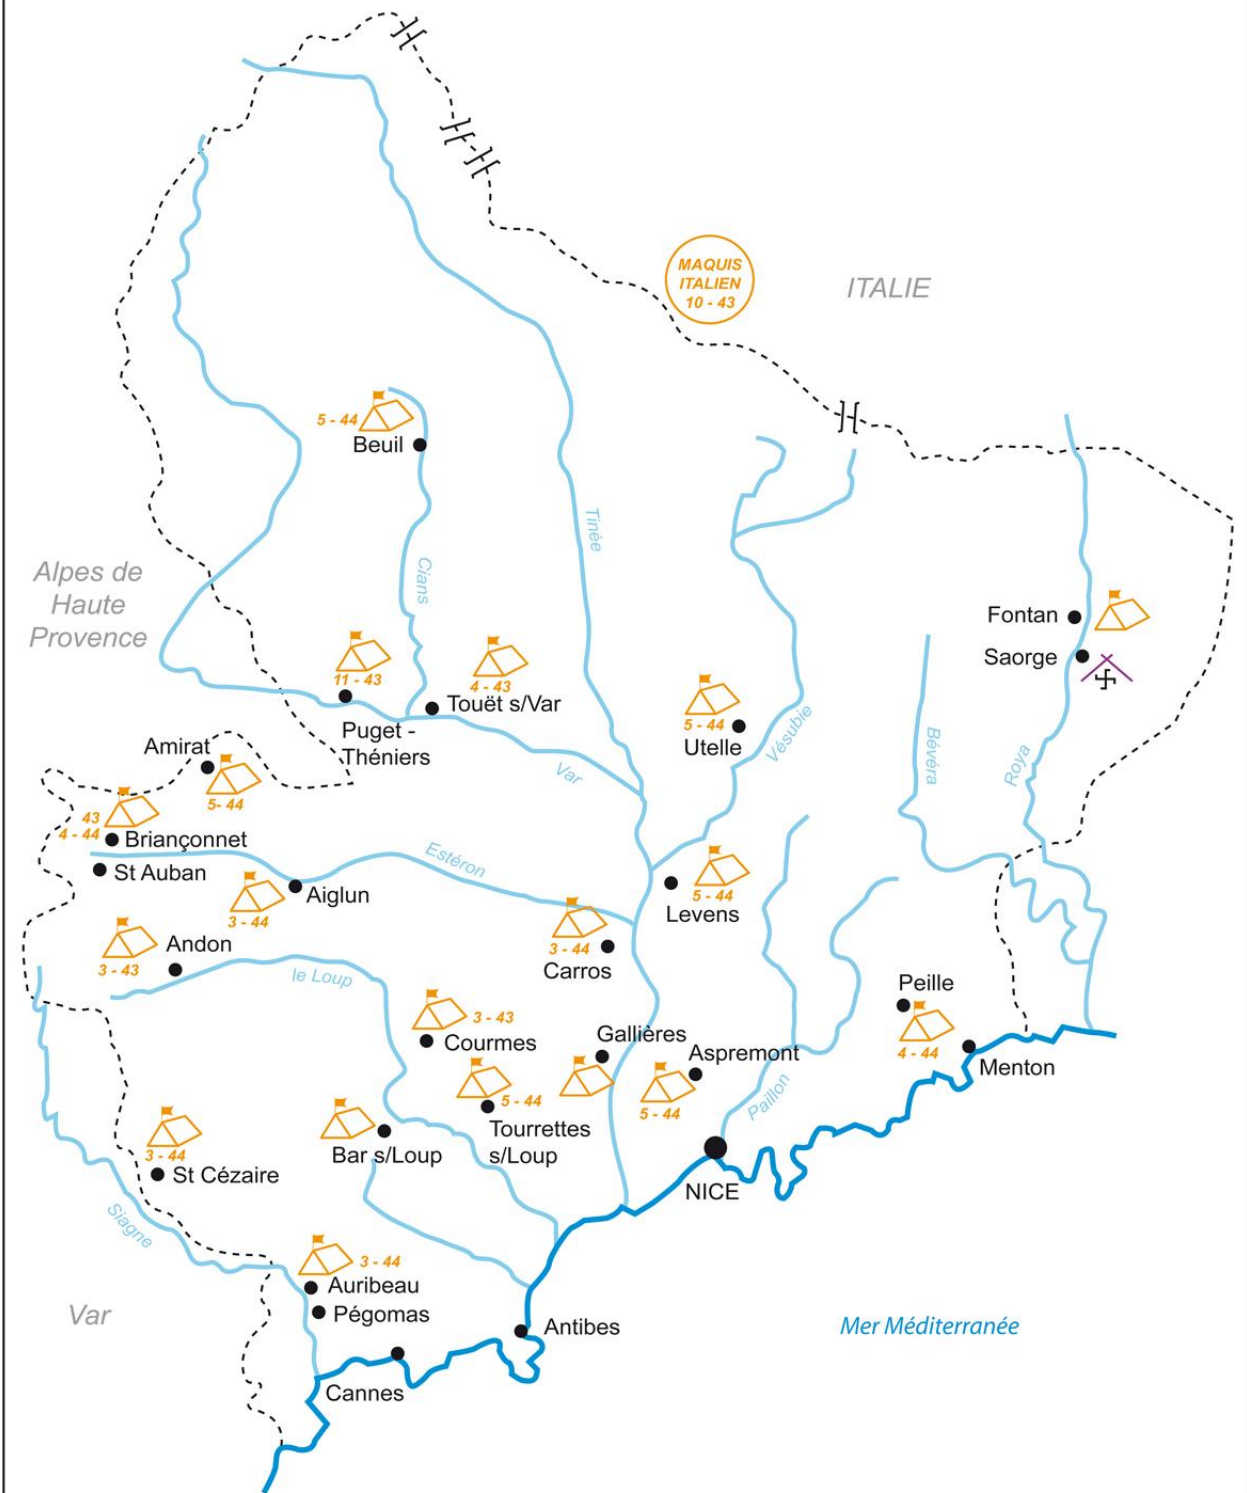 MAQUIS
ITALIEN
10 - 43
ITALIE
5 - 44
Beuil
Tinée
Cians
Alpes de
Haute
Provence
Fontan
Saorge
11 - 43
4 - 43
Touët s/Var
Puget -
Théniers
5 - 44
Utelle
Vésubie
Bévéra
Roya
Var
Amirat
5- 44
43
4 - 44
Briançonnet
St Auban
Estéron
Aiglun
3 - 44
5 - 44
Levens
Andon
3 - 43
le Loup
3 - 44
Carros
Peille
4 - 44
Menton
3 - 43
Courmes
Gallières
Aspremont
5 - 44
5 - 44
Tourrettes
s/Loup
Paillon
Bar s/Loup
3 - 44
St Cézaire
NICE
Siagne
3 - 44
Auribeau
Pégomas
Var
Antibes
Mer Méditerranée
Cannes